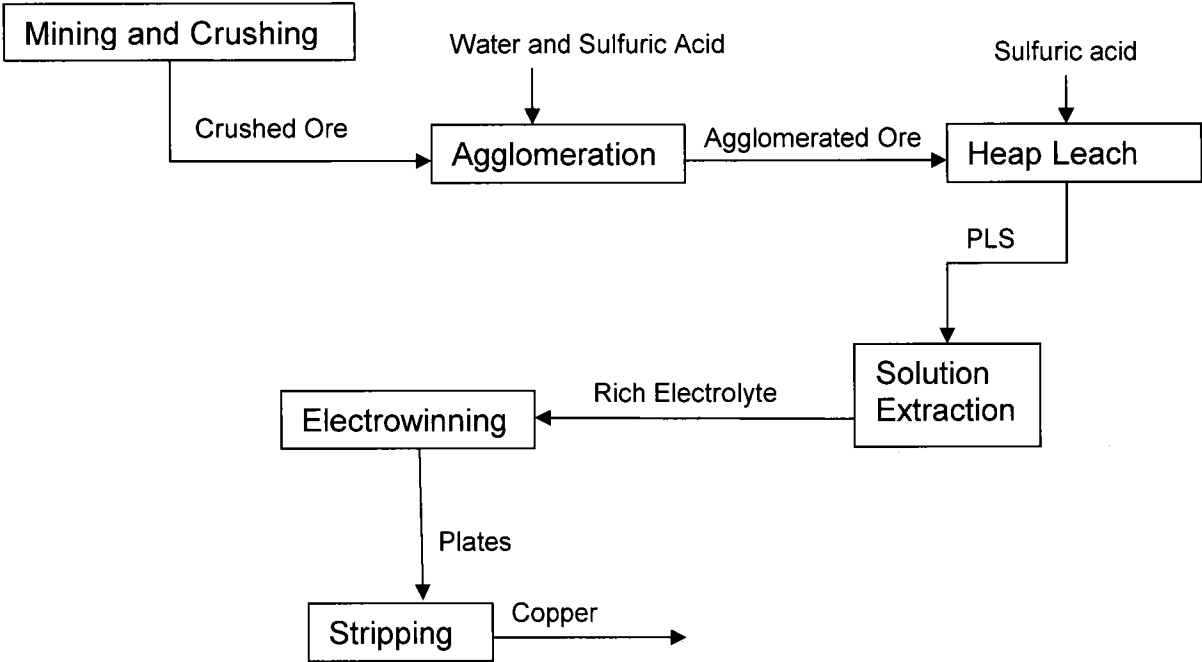 Mining and Crushing
Water and Sulfuric Acid
Sulfuric acid
Crushed Ore
Agglomeration
Agglomerated Ore
Heap Leach
PLS
Solution
Extraction
Rich Electrolyte
Electrowinning
Plates
Stripping
Copper